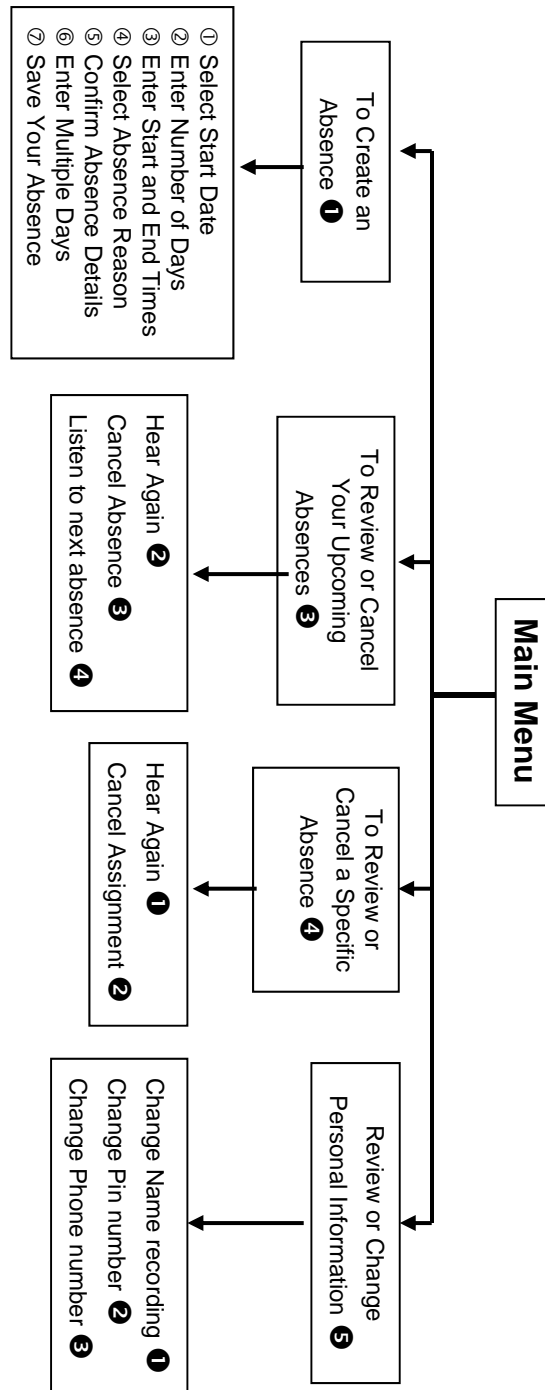 Main Menu
To Create an
Absence ❶
① Select Start Date
② Enter Number of Days
③ Enter Start and End Times
④ Select Absence Reason
⑤ Confirm Absence Details
⑥ Enter Multiple Days
⑦ Save Your Absence
To Review or Cancel
Your Upcoming
Absences ❸
Hear Again ❷
Cancel Absence ❸
Listen to next absence ❹
To Review or
Cancel a Specific
Absence ❹
Hear Again ❶
Cancel Assignment ❷
Review or Change
Personal Information ❺
Change Name recording ❶
Change Pin number ❷
Change Phone number ❸